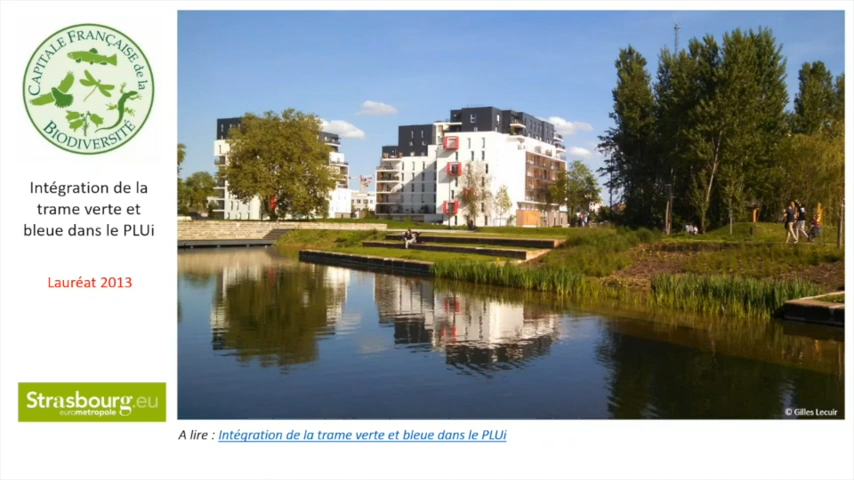 CAPITALE FRANÇAISE de la
BIODIVERSITÉ
Intégration de la
trame verte et
bleue dans le PLUi
Lauréat 2013
Strasbourg.eu
eurometropole
© Gilles Lecuir
A lire : Intégration de la trame verte et bleue dans le PLUi